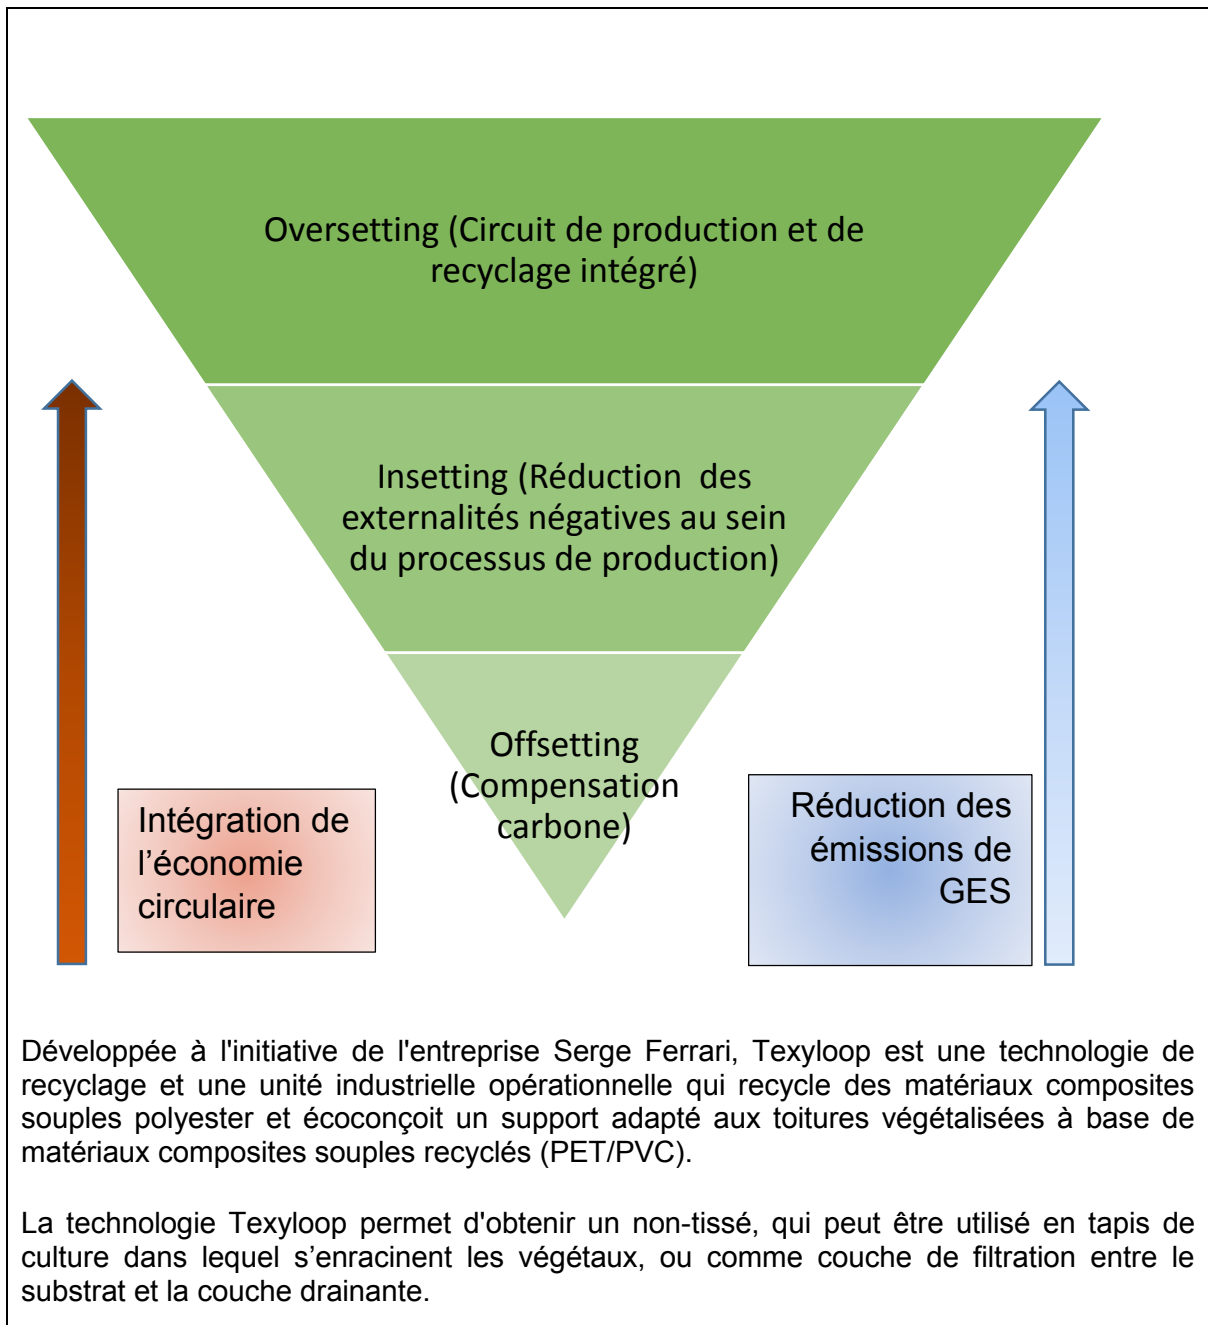 Oversetting (Circuit de production et de
recyclage intégré)
Insetting (Réduction  des
externalités négatives au sein
du processus de production)
Offsetting
(Compensation
carbone)
Intégration de
l’économie
circulaire
Réduction des
émissions de
GES
Développée à l'initiative de l'entreprise Serge Ferrari, Texyloop est une technologie de
recyclage et une unité industrielle opérationnelle qui recycle des matériaux composites
souples polyester et écoconçoit un support adapté aux toitures végétalisées à base de
matériaux composites souples recyclés (PET/PVC).
La technologie Texyloop permet d'obtenir un non-tissé, qui peut être utilisé en tapis de
culture dans lequel s’enracinent les végétaux, ou comme couche de filtration entre le
substrat et la couche drainante.